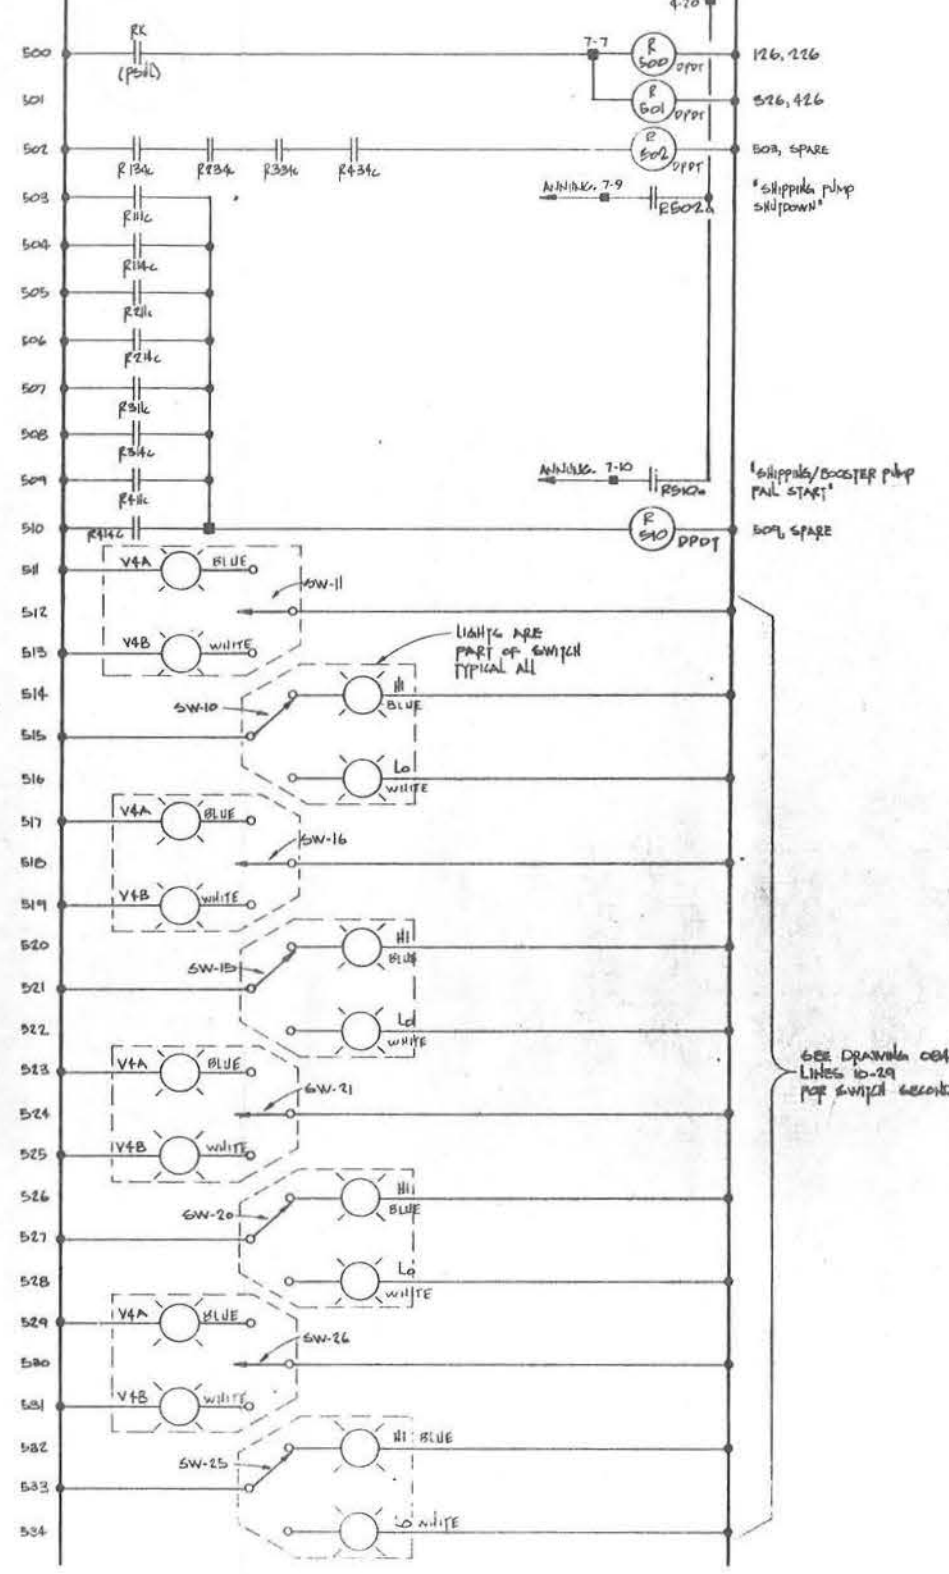 4-20
500 RK 7-7 R 500 DPDT 126, 226
(PSHL)
501 R 501 DPDT 326, 426
502 R134c R234c R334c R434c R 502 DPDT 503, SPARE
503 R111c ANNUNC. 7-9 R502a "SHIPPING PUMP
SHUTDOWN"
504 R114c
505 R211c
506 R214c
507 R311c
508 R314c
509 R411c ANNUNC. 7-10 R510a "SHIPPING/BOOSTER PUMP
FAIL START"
510 R414c R 510 DPDT 509, SPARE
511 V4A BLUE
SW-11
512
513 V4B WHITE
LIGHTS ARE
PART OF SWITCH
TYPICAL ALL
514 HI
BLUE
SW-10
515
516 LO
WHITE
517 V4A BLUE
SW-16
518
519 V4B WHITE
520 HI
BLUE
SW-15
521
522 LO
WHITE
523 V4A BLUE
SEE DRAWING
LINES 10-29
FOR SWITCH
SW-21
524
525 V4B WHITE
526 HI
BLUE
SW-20
527
528 LO
WHITE
529 V4A BLUE
SW-26
530
531 V4B WHITE
532 HI BLUE
SW-25
533
534 LO WHITE